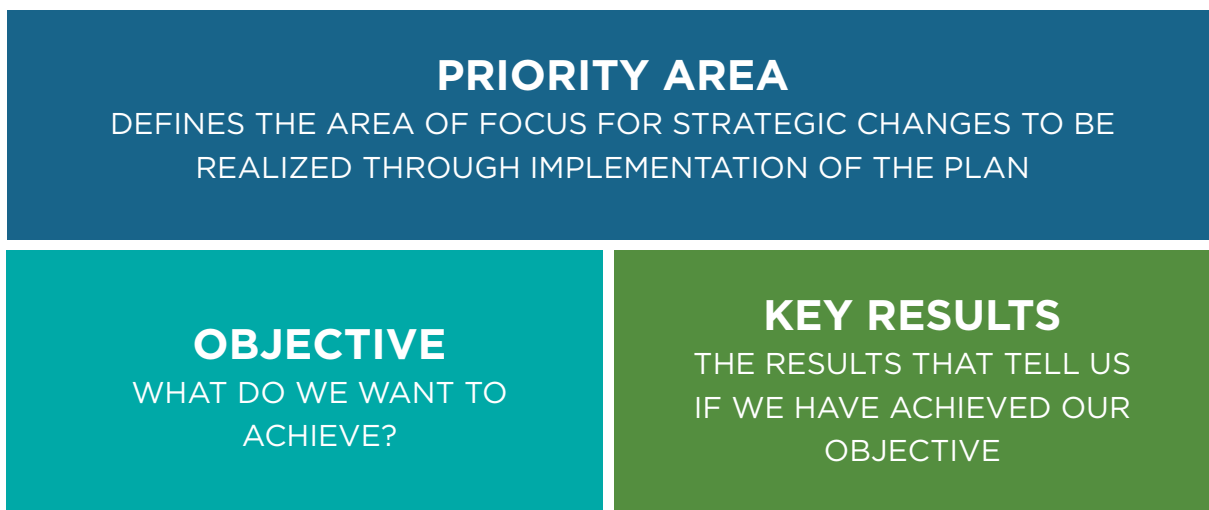 PRIORITY AREA
DEFINES THE AREA OF FOCUS FOR STRATEGIC CHANGES TO BE
REALIZED THROUGH IMPLEMENTATION OF THE PLAN
OBJECTIVE
WHAT DO WE WANT TO
ACHIEVE?
KEY RESULTS
THE RESULTS THAT TELL US
IF WE HAVE ACHIEVED OUR
OBJECTIVE